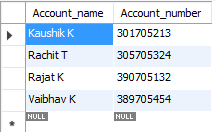 Account_name Account_number
Kaushik K 301705213
Rachit T 305705324
Rajat K 390705132
Vaibhav K 389705454
NULL NULL